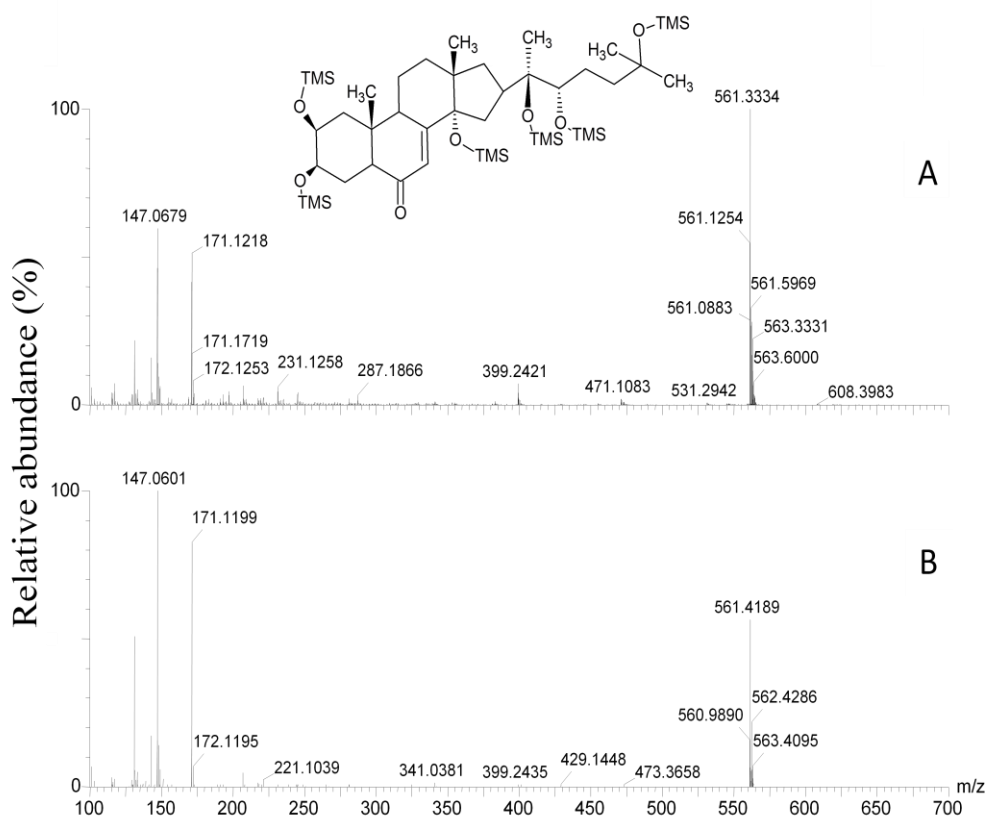 TMS
CH₃
CH₃
TMS
H₃C
CH₃
O
TMS
O
H₃C
O
O
TMS
TMS
O
TMS
O
TMS
O
100
561.3334
A
147.0679
561.1254
171.1218
561.5969
561.0883
563.3331
171.1719
563.6000
172.1253
231.1258
287.1866
399.2421
471.1083
531.2942
608.3983
0
Relative abundance (%)
100
147.0601
171.1199
B
561.4189
562.4286
560.9890
563.4095
172.1195
221.1039
341.0381
399.2435
429.1448
473.3658
0
100 150 200 250 300 350 400 450 500 550 600 650 700
m/z